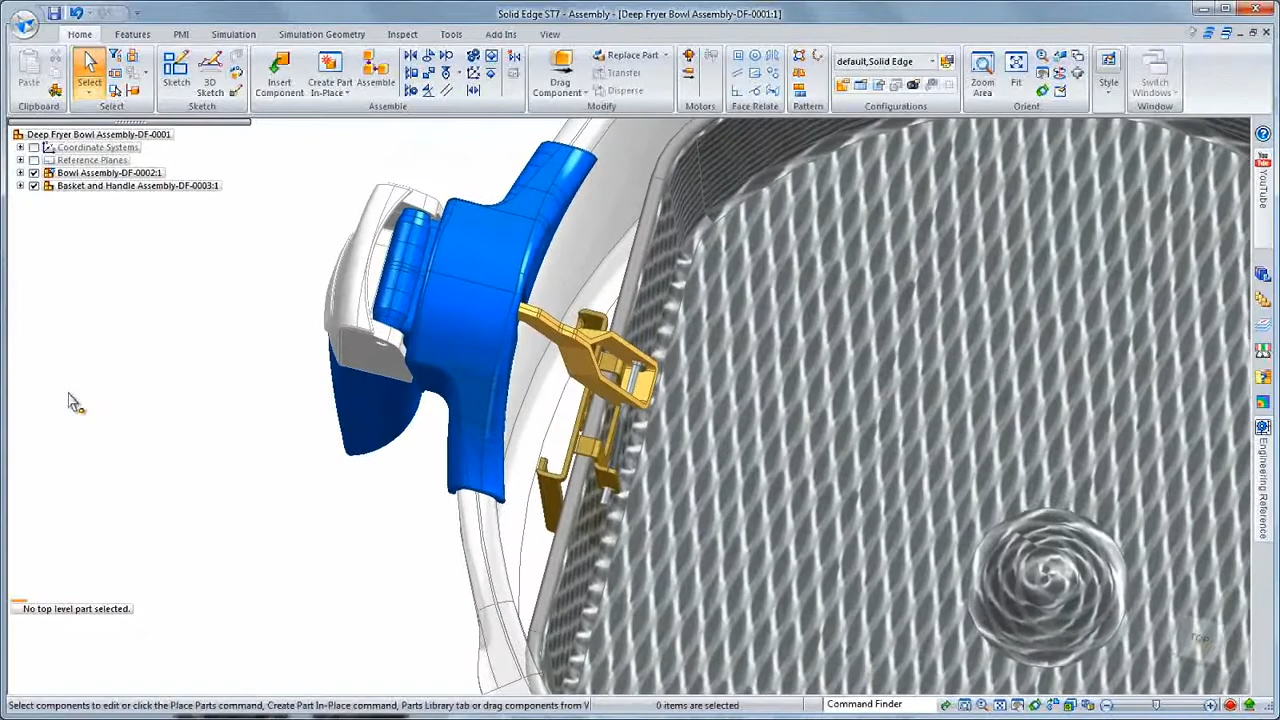 Solid Edge ST7 - Assembly - [Deep Fryer Bowl Assembly-DF-0001:1]
Home Features PMI Simulation Simulation Geometry Inspect Tools Add Ins View
Paste
Clipboard
Select
Select
Sketch
3D Sketch
Sketch
Insert Component
Create Part In-Place
Assemble
Assemble
Drag Component
Replace Part
Transfer
Disperse
Modify
Motors
Face Relate
Pattern
default,Solid Edge
Configurations
Zoom Area
Fit
Orient
Style
Switch Windows
Window
Deep Fryer Bowl Assembly-DF-0001
Coordinate Systems
Reference Planes
Bowl Assembly-DF-0002:1
Basket and Handle Assembly-DF-0003:1
You Tube
YouTube
Engineering Reference
No top level part selected.
TOP
Select components to edit or click the Place Parts command, Create Part In-Place command, Parts Library tab or drag components from V
0 items are selected
Command Finder